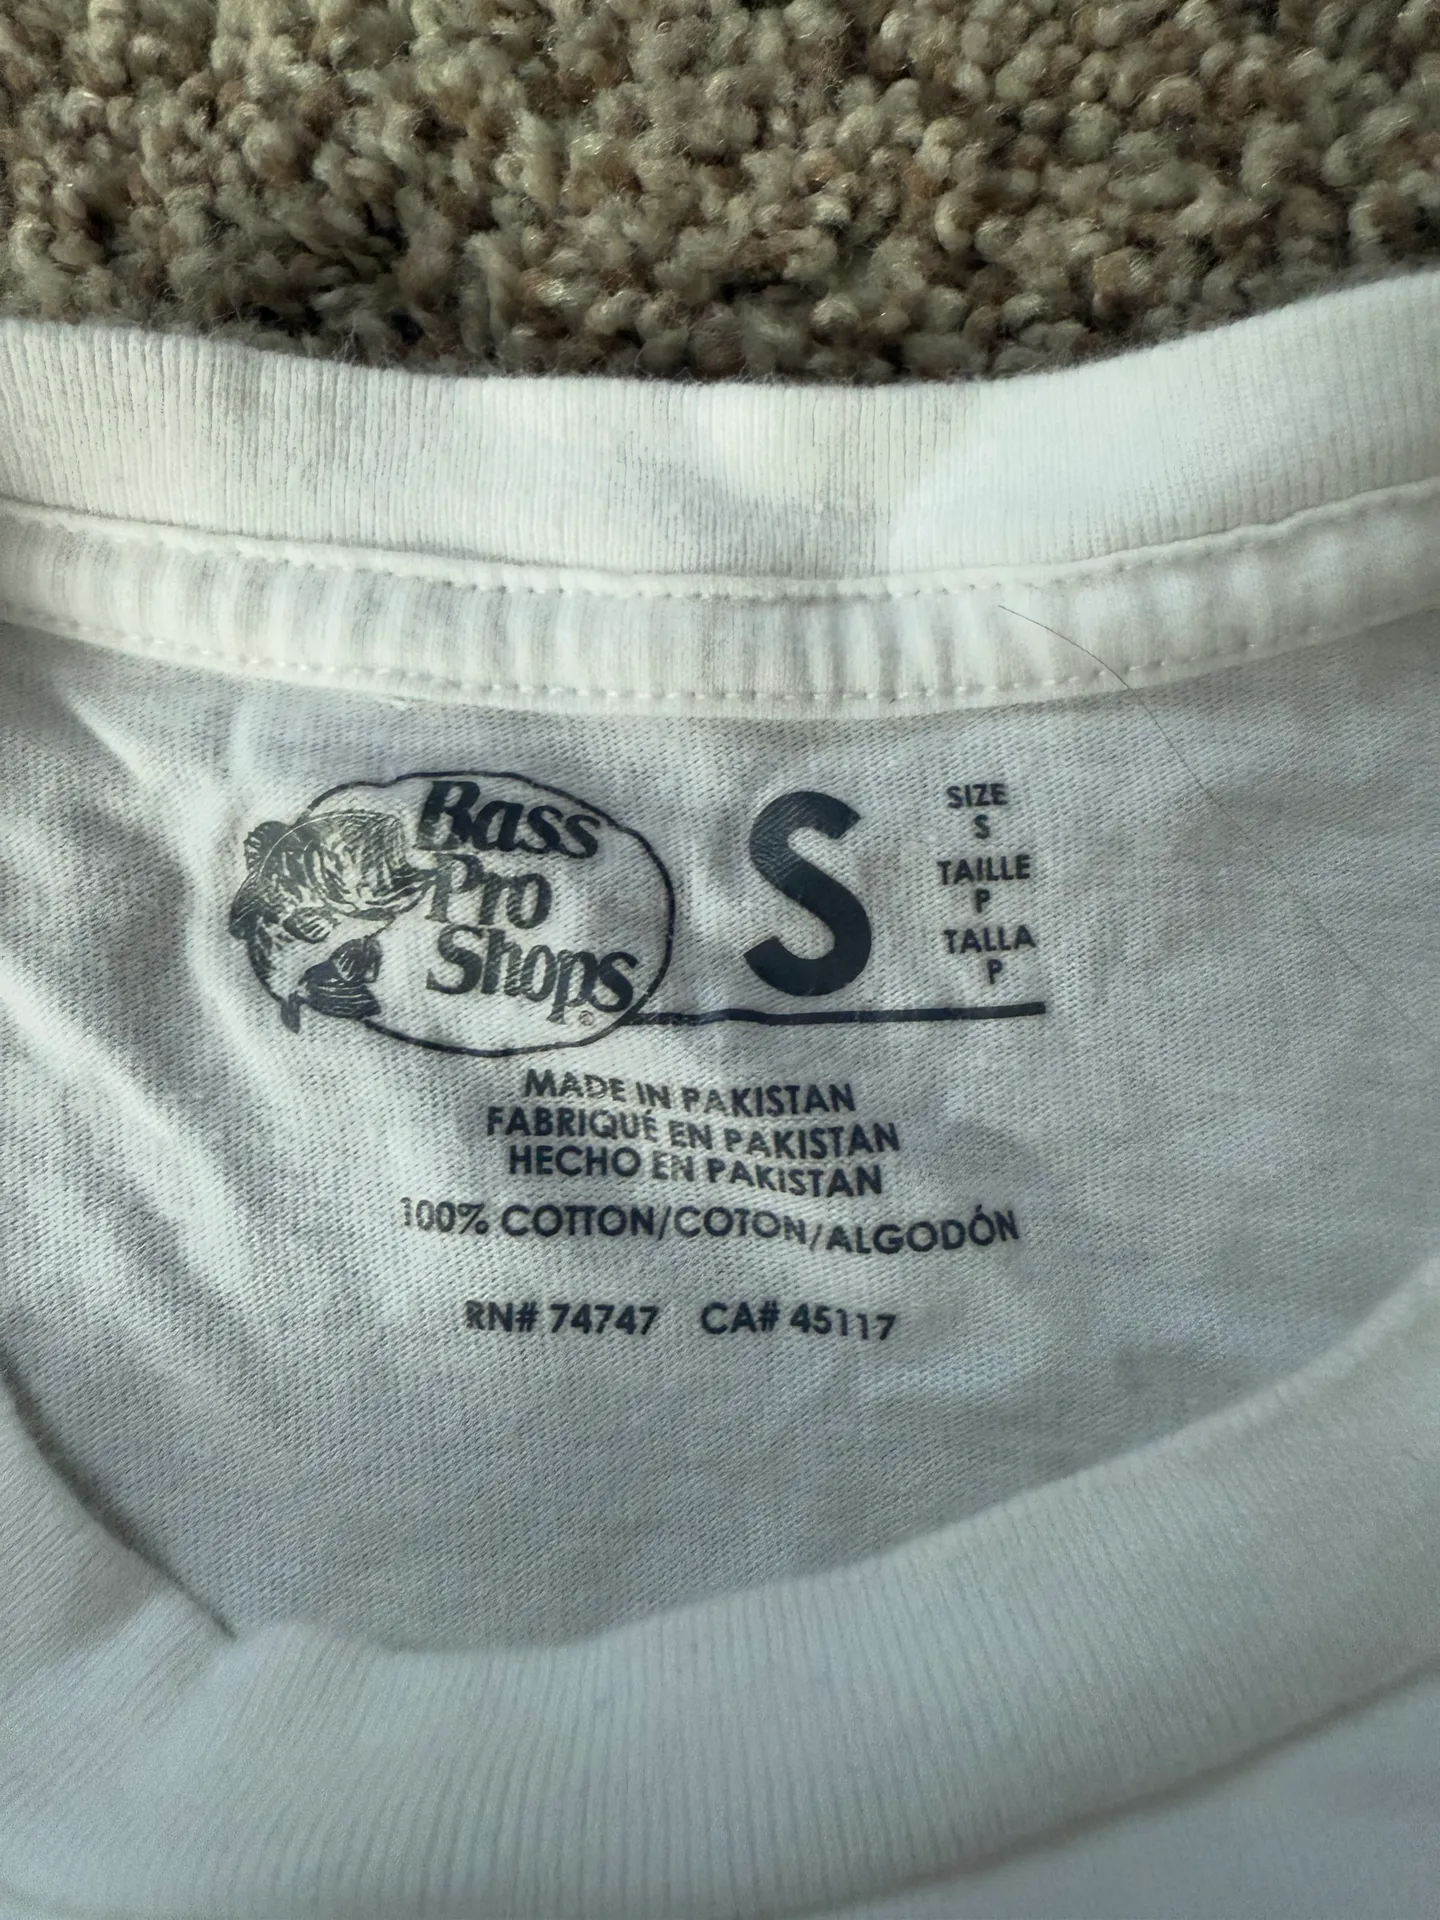 Bass
Pro
Shops®
S
SIZE
S
TAILLE
P
TALLA
P
MADE IN PAKISTAN
FABRIQUÉ EN PAKISTAN
HECHO EN PAKISTAN
100% COTTON/COTON/ALGODÓN
RN# 74747 CA# 45117